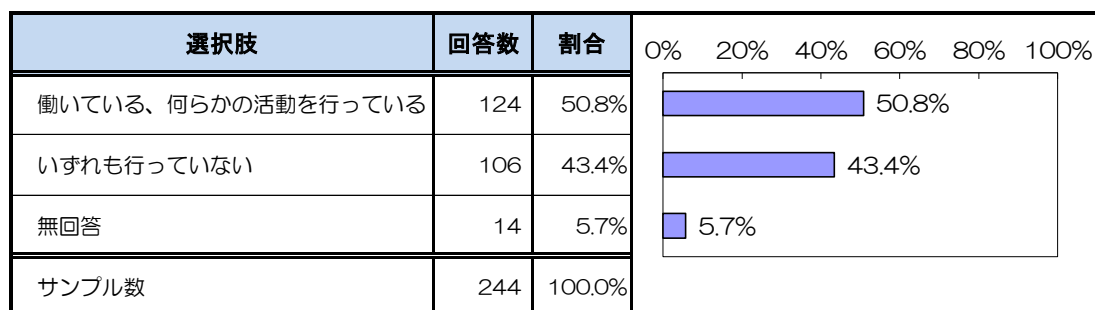 選択肢 回答数 割合
0% 20% 40% 60% 80% 100%
働いている、何らかの活動を行っている 124 50.8% 50.8%
いずれも行っていない 106 43.4% 43.4%
無回答 14 5.7% 5.7%
サンプル数 244 100.0%